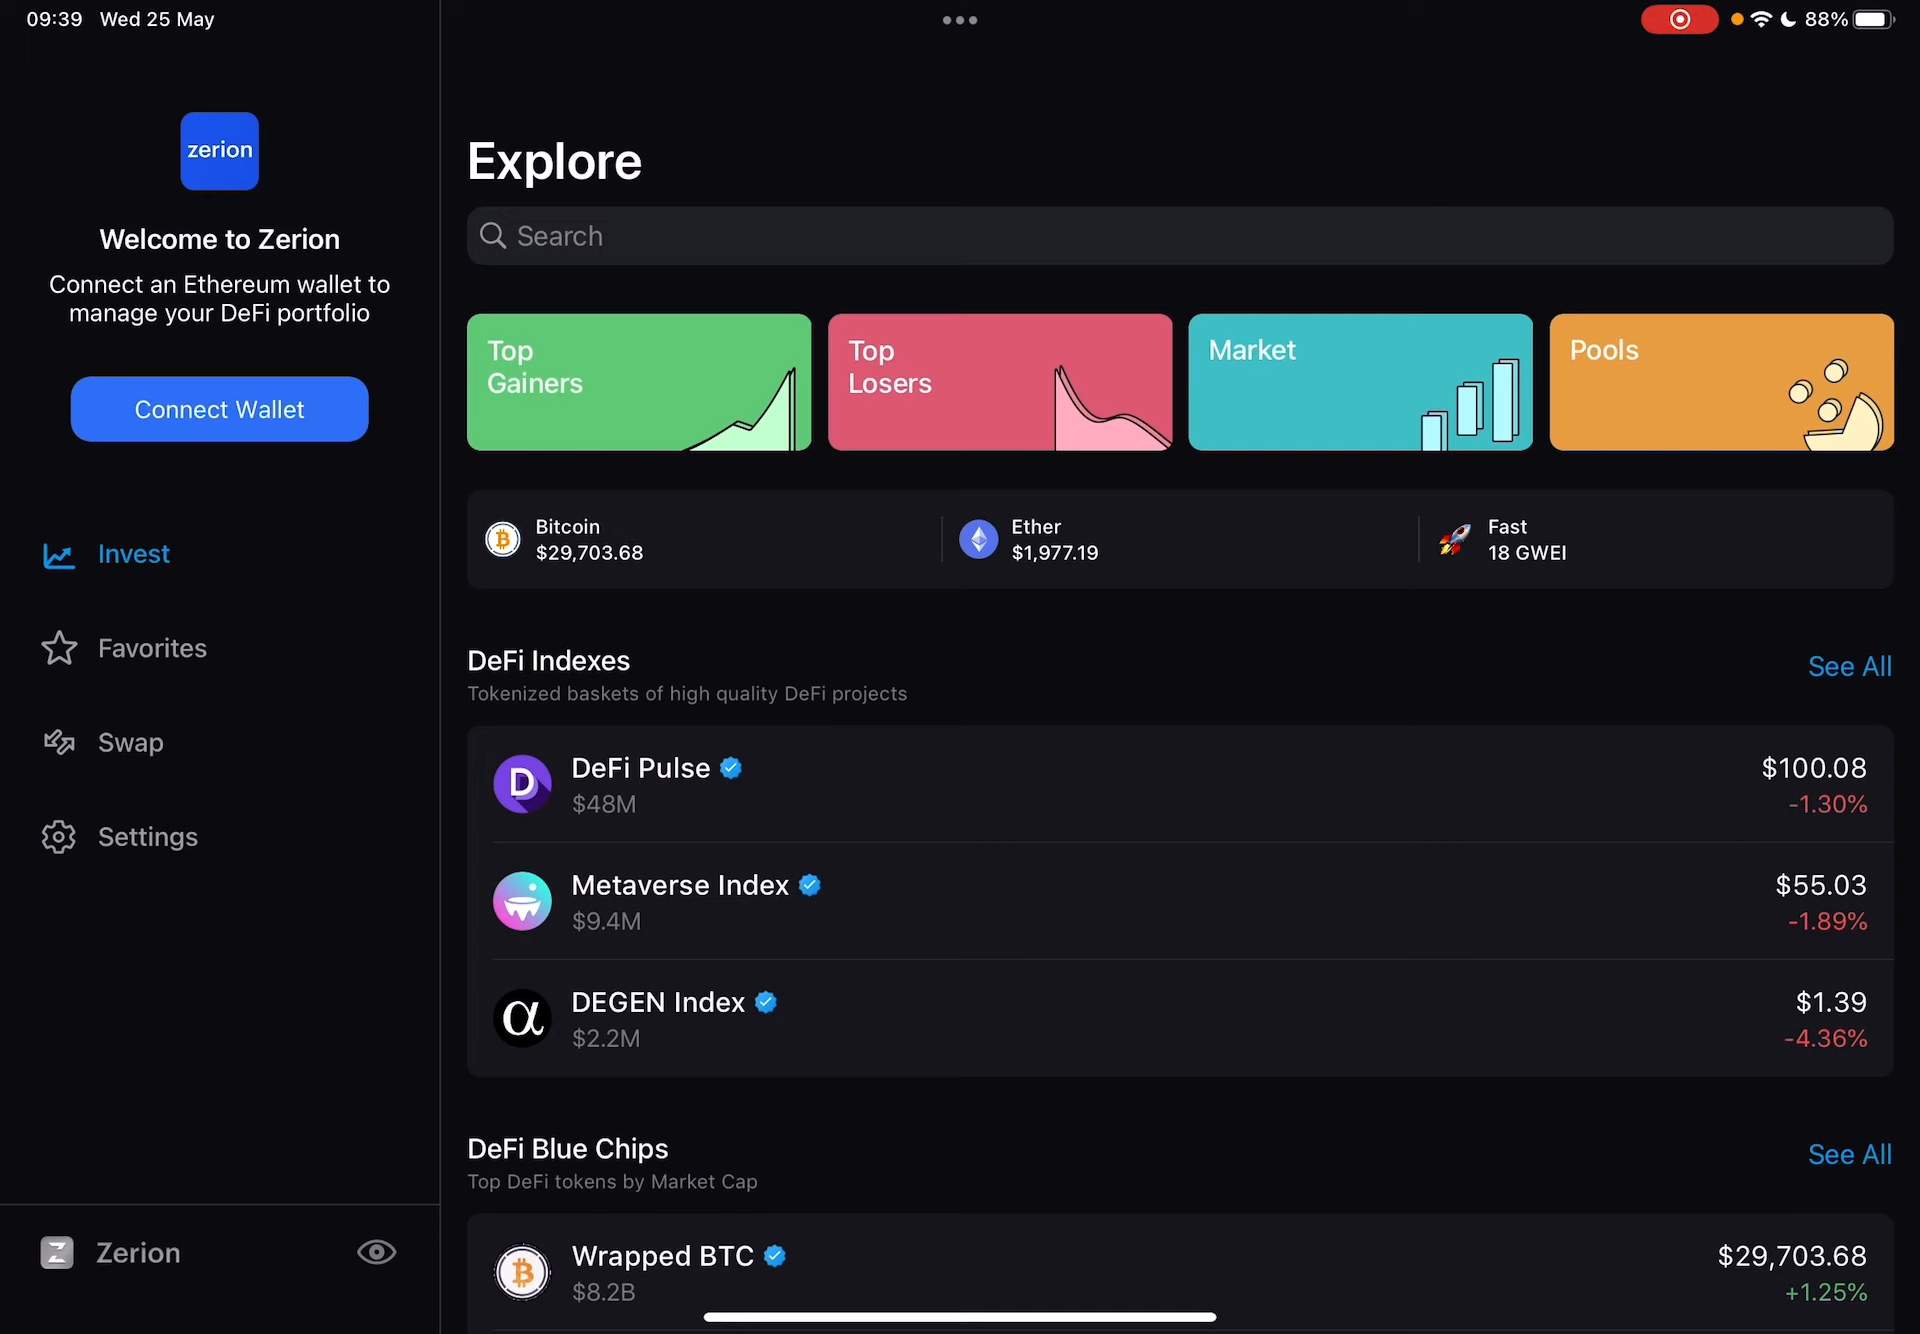 09:39 Wed 25 May
88%
zerion
Welcome to Zerion
Connect an Ethereum wallet to
manage your DeFi portfolio
Connect Wallet
Invest
Favorites
Swap
Settings
Zerion
Explore
Search
Top
Gainers
Top
Losers
Market
Pools
Bitcoin
$29,703.68
Ether
$1,977.19
Fast
18 GWEI
DeFi Indexes
See All
Tokenized baskets of high quality DeFi projects
DeFi Pulse
$100.08
$48M
-1.30%
Metaverse Index
$55.03
$9.4M
-1.89%
DEGEN Index
$1.39
$2.2M
-4.36%
DeFi Blue Chips
See All
Top DeFi tokens by Market Cap
Wrapped BTC
$29,703.68
$8.2B
+1.25%